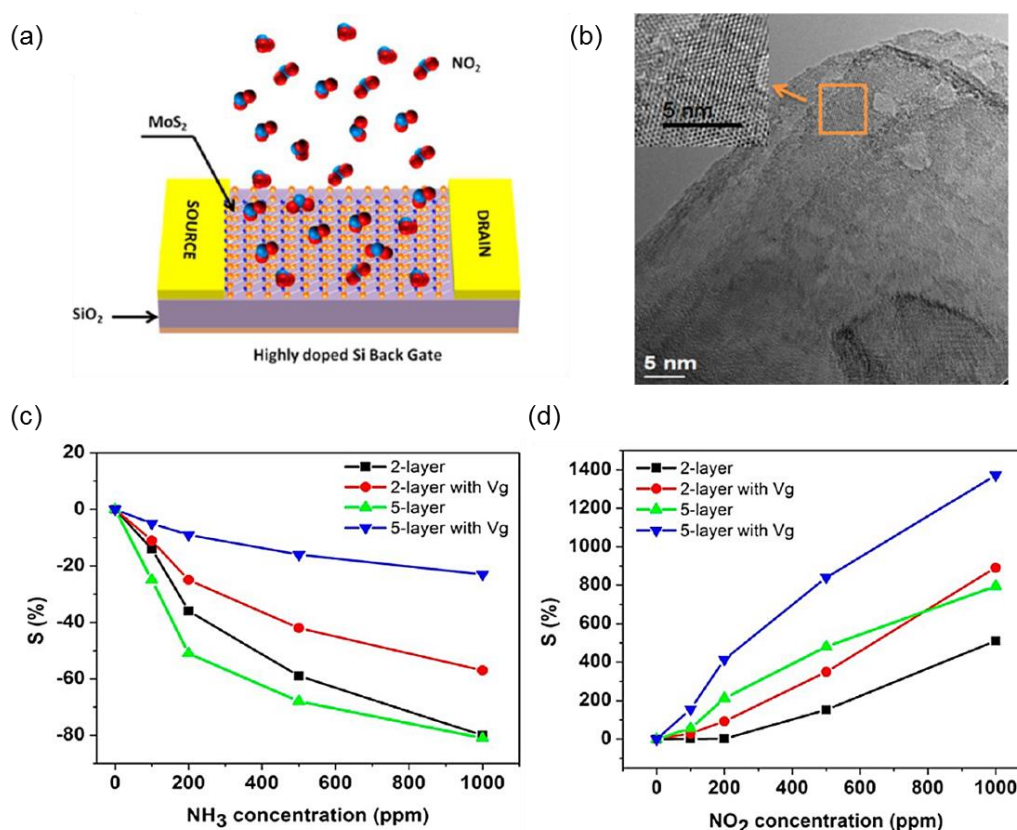 (a)
NO₂
MoS₂
SOURCE
DRAIN
SiO₂
Highly doped Si Back Gate
(b)
5 nm
5 nm
(c)
20
0
-20
-40
-60
-80
S (%)
2-layer
2-layer with Vg
5-layer
5-layer with Vg
0 200 400 600 800 1000
NH₃ concentration (ppm)
(d)
1400
1200
1000
800
600
400
200
0
S (%)
2-layer
2-layer with Vg
5-layer
5-layer with Vg
0 200 400 600 800 1000
NO₂ concentration (ppm)